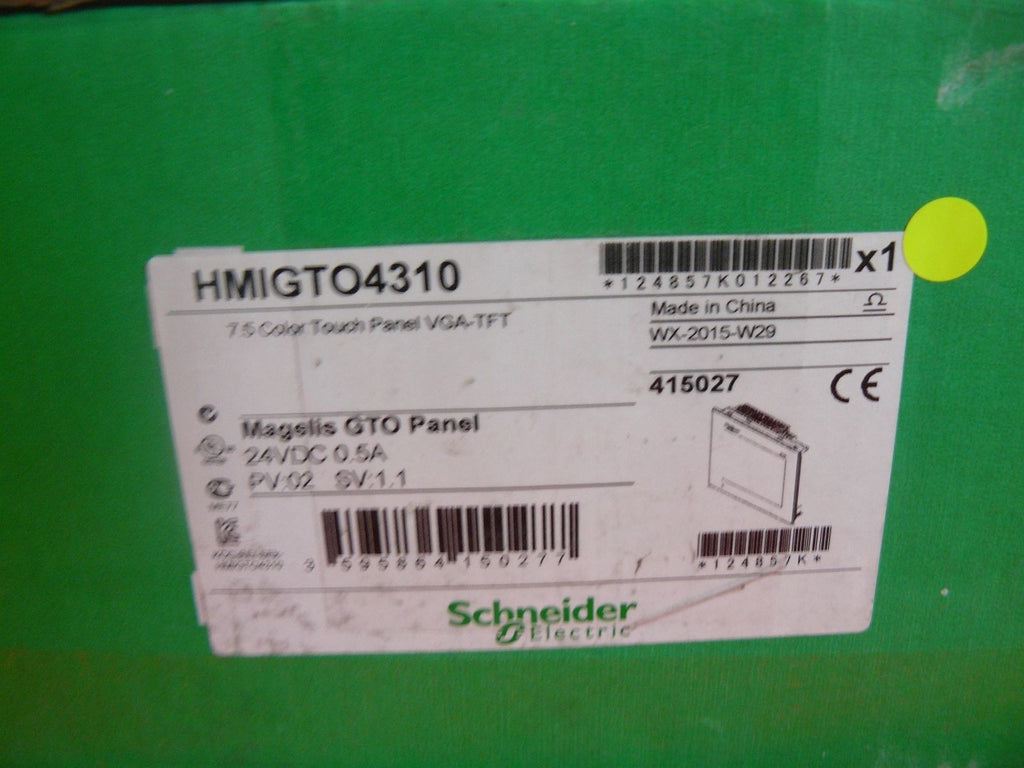 HMIGTO4310
*124857K012267* x1
7.5 Color Touch Panel VGA-TFT
Made in China
WX-2015-W29
415027 CE
Magelis GTO Panel
24VDC 0.5A
PV:02 SV:1.1
3 595864 150277
*124857K*
Schneider
Electric